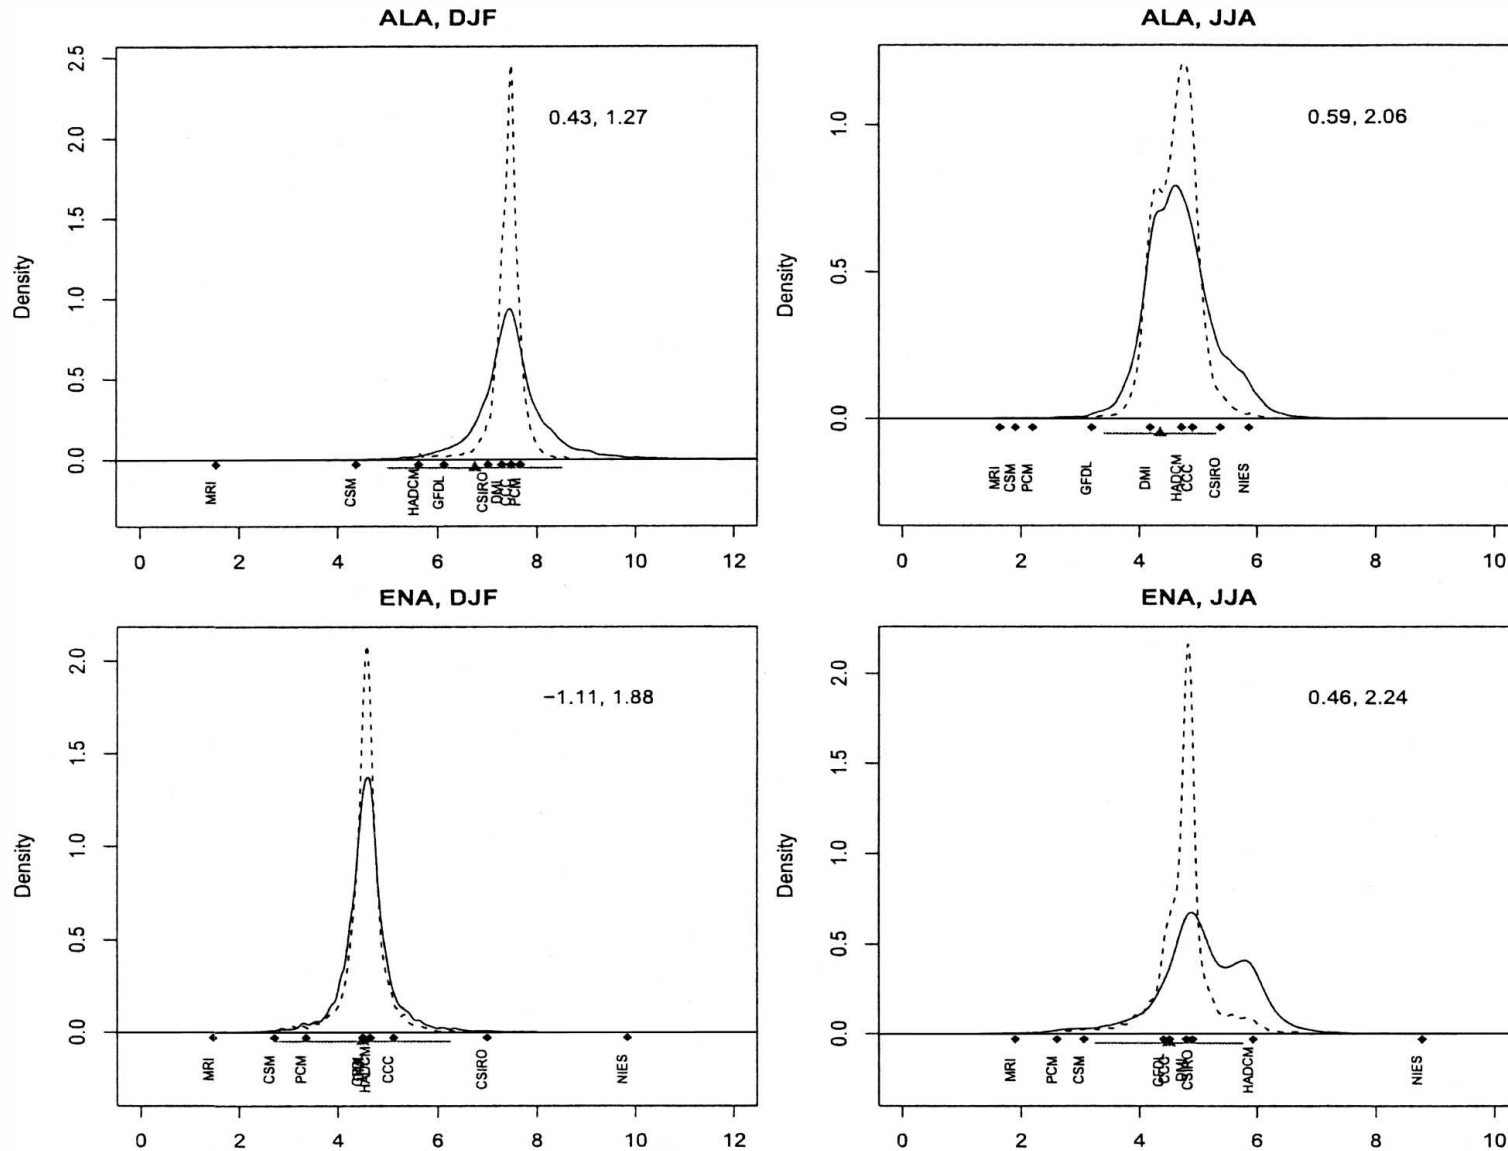 ALA, DJF
Density
2.5
2.0
1.5
1.0
0.5
0.0
0.43, 1.27
MRI
CSM
HADCM
GFDL
CSIRO
DMI
CCC
PCM
0 2 4 6 8 10 12
ALA, JJA
Density
1.0
0.5
0.0
0.59, 2.06
MRI
CSM
PCM
GFDL
DMI
HADCM
CCC
CSIRO
NIES
0 2 4 6 8 10
ENA, DJF
Density
2.0
1.5
1.0
0.5
0.0
−1.11, 1.88
MRI
CSM
PCM
HADCM
CCC
CSIRO
NIES
0 2 4 6 8 10 12
ENA, JJA
Density
2.0
1.5
1.0
0.5
0.0
0.46, 2.24
MRI
PCM
CSM
GFDL
CCC
DMI
CSIRO
HADCM
NIES
0 2 4 6 8 10